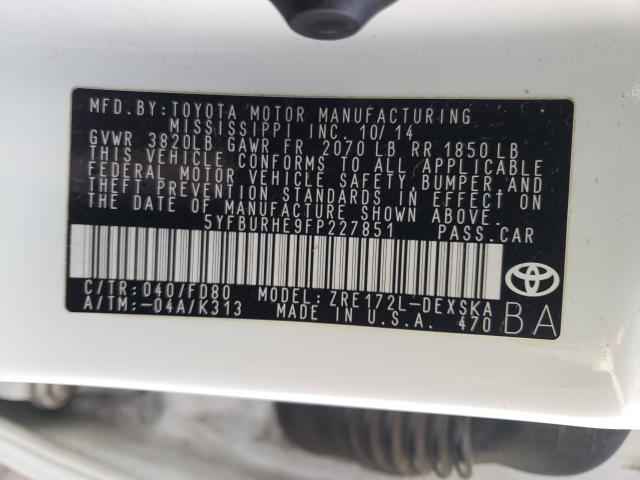 MFD. BY: TOYOTA MOTOR MANUFACTURING
MISSISSIPPI INC. 10/14
GVWR 3820LB GAWR FR 2070 LB RR 1850 LB
THIS VEHICLE CONFORMS TO ALL APPLICABLE
FEDERAL MOTOR VEHICLE SAFETY, BUMPER, AND
THEFT PREVENTION STANDARDS IN EFFECT ON
THE DATE OF MANUFACTURE SHOWN ABOVE.
5YFBURHE9FP227851 PASS. CAR
C/TR: 040/FD80 MODEL: ZRE172L-DEXSKA
A/TM: -04A/K313 MADE IN U.S.A. 470 BA